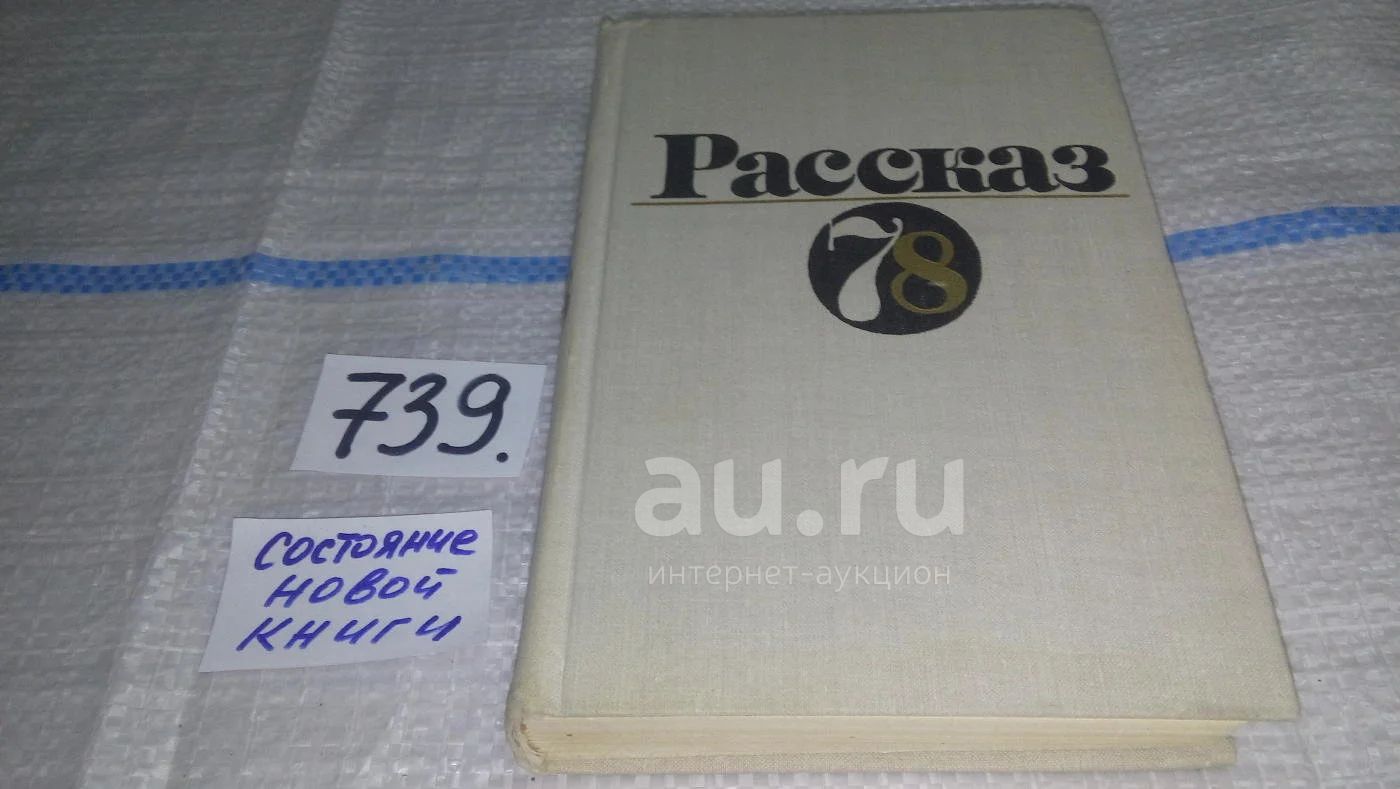 Рассказ
78
739.
состояние
новой
книги
au.ru
интернет-аукцион